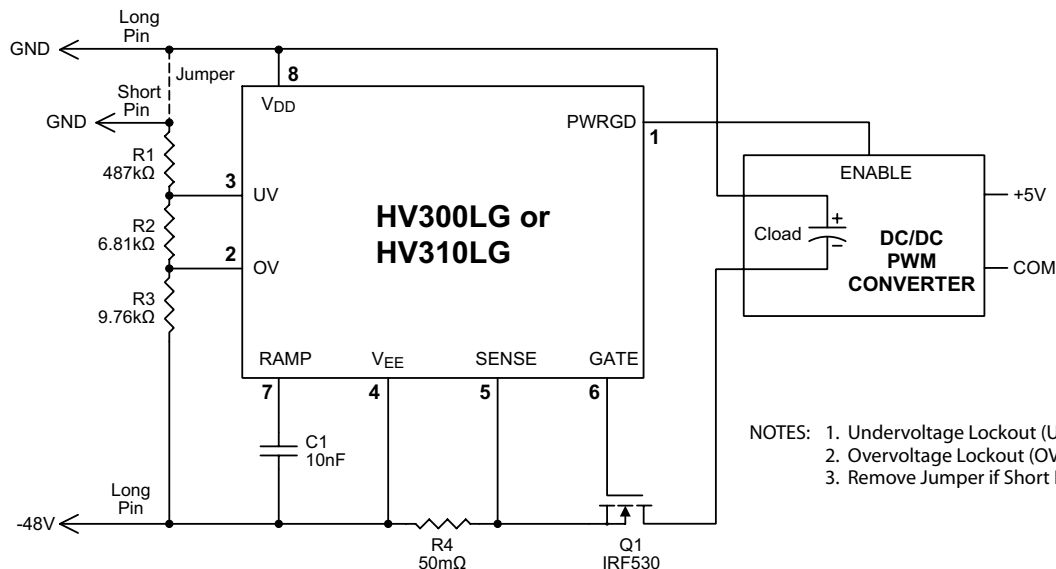 Long
Pin
GND
Jumper
Short
Pin
GND
8
VDD
PWRGD
1
R1
487kΩ
3
UV
R2
6.81kΩ
2
OV
R3
9.76kΩ
HV300LG or
HV310LG
ENABLE
+5V
Cload
+
–
DC/DC
PWM
CONVERTER
COM
RAMP
VEE
SENSE
GATE
7
4
5
6
C1
10nF
NOTES: 1. Undervoltage Lockout (U
2. Overvoltage Lockout (OV
3. Remove Jumper if Short
Long
Pin
-48V
R4
50mΩ
Q1
IRF530